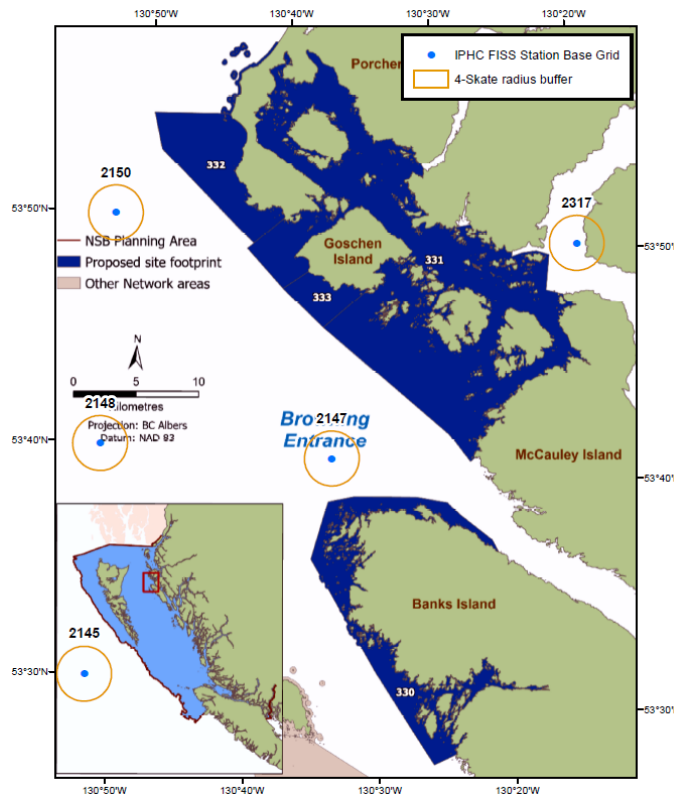 130°50'W 130°40'W 130°30'W 130°20'W
IPHC FISS Station Base Grid
4-Skate radius buffer
Porcher
332
2150
2317
53°50'N
53°50'N
NSB Planning Area
Proposed site footprint
Other Network areas
Goschen
Island
331
333
N
0 5 10
2148
Projection: BC Albers
Datum: NAD 83
2147
Entrance
53°40'N
McCauley Island
53°40'N
Banks Island
2145
53°30'N
330
53°30'N
130°50'W 130°40'W 130°30'W 130°20'W